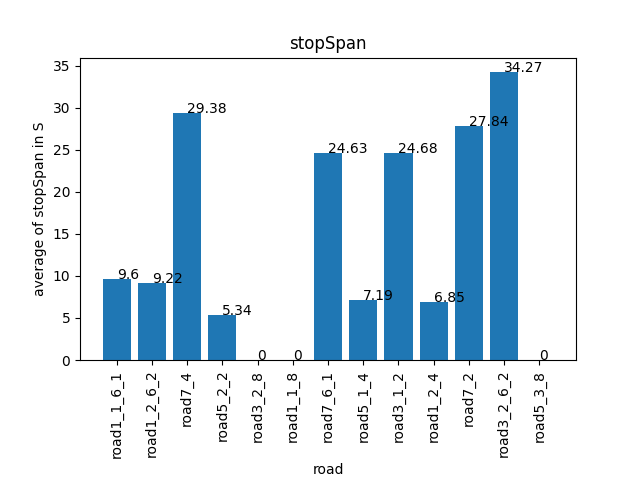 stopSpan
average of stopSpan in S
35
30
25
20
15
10
5
0
9.6
9.22
29.38
5.34
0
0
24.63
7.19
24.68
6.85
27.84
34.27
0
road1_1_6_1
road1_2_6_2
road7_4
road5_2_2
road3_2_8
road1_1_8
road7_6_1
road5_1_4
road3_1_2
road1_2_4
road7_2
road3_2_6_2
road5_3_8
road